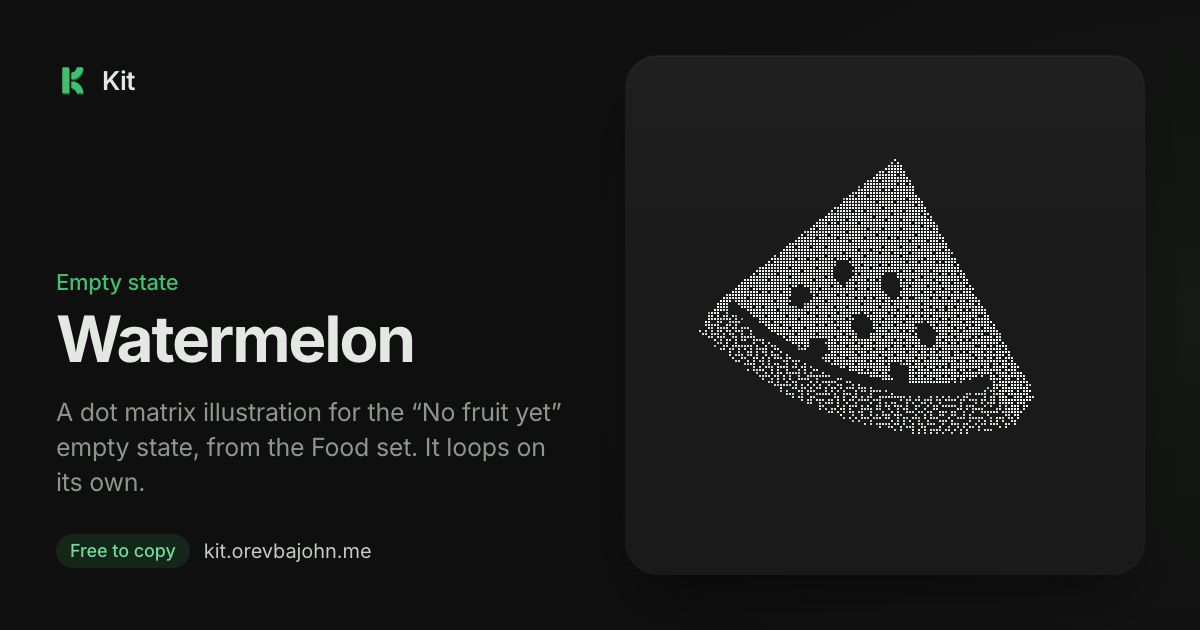 Kit
Empty state
Watermelon
A dot matrix illustration for the “No fruit yet”
empty state, from the Food set. It loops on
its own.
Free to copy
kit.orevbajohn.me